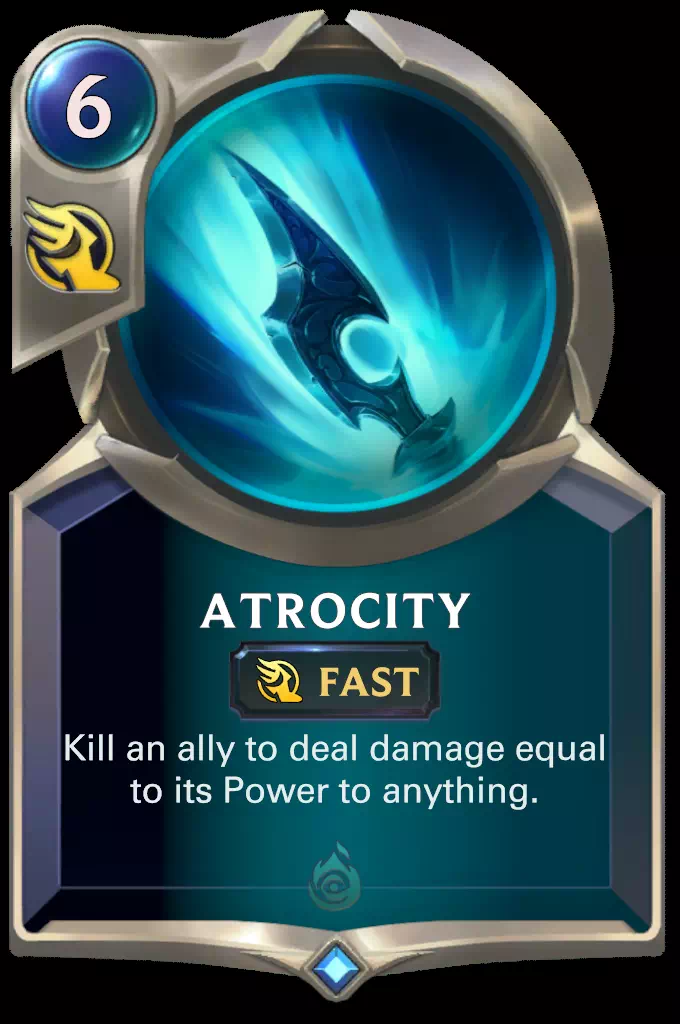 6
ATROCITY
FAST
Kill an ally to deal damage equal
to its Power to anything.